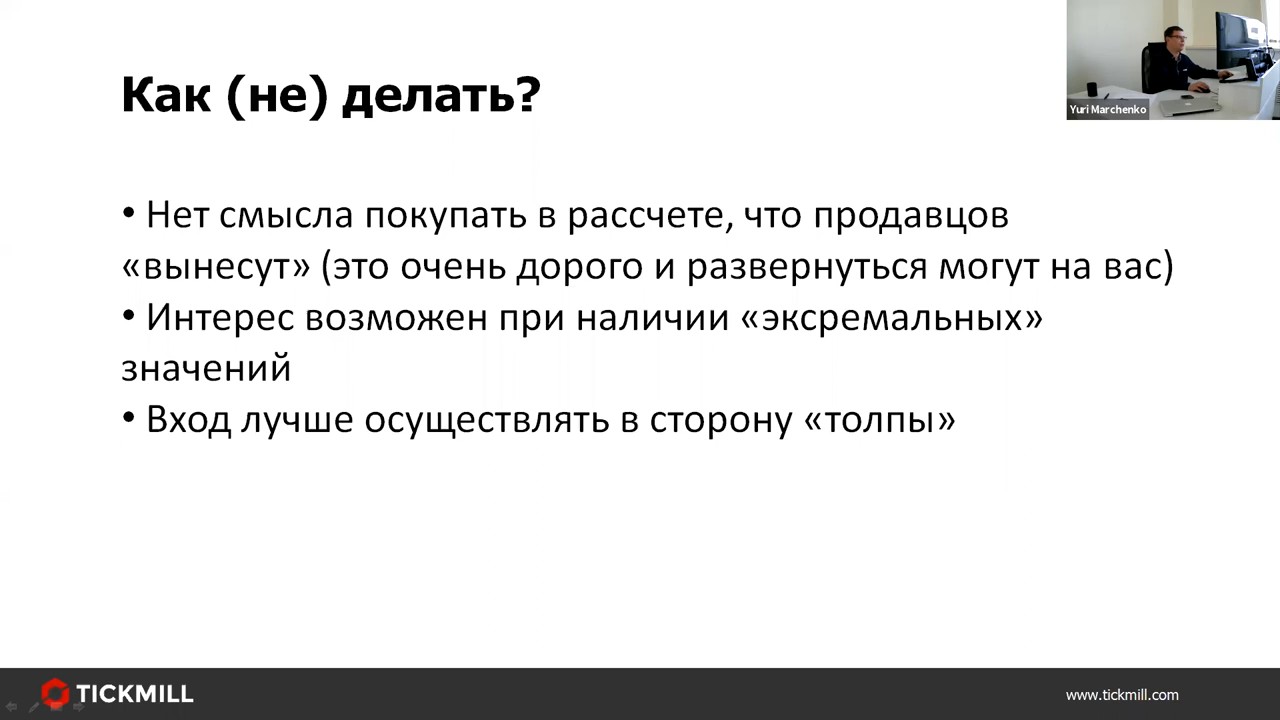 Как (не) делать?
Yuri Marchenko
• Нет смысла покупать в рассчете, что продавцов
«вынесут» (это очень дорого и развернуться могут на вас)
• Интерес возможен при наличии «эксремальных»
значений
• Вход лучше осуществлять в сторону «толпы»
TICKMILL
www.tickmill.com